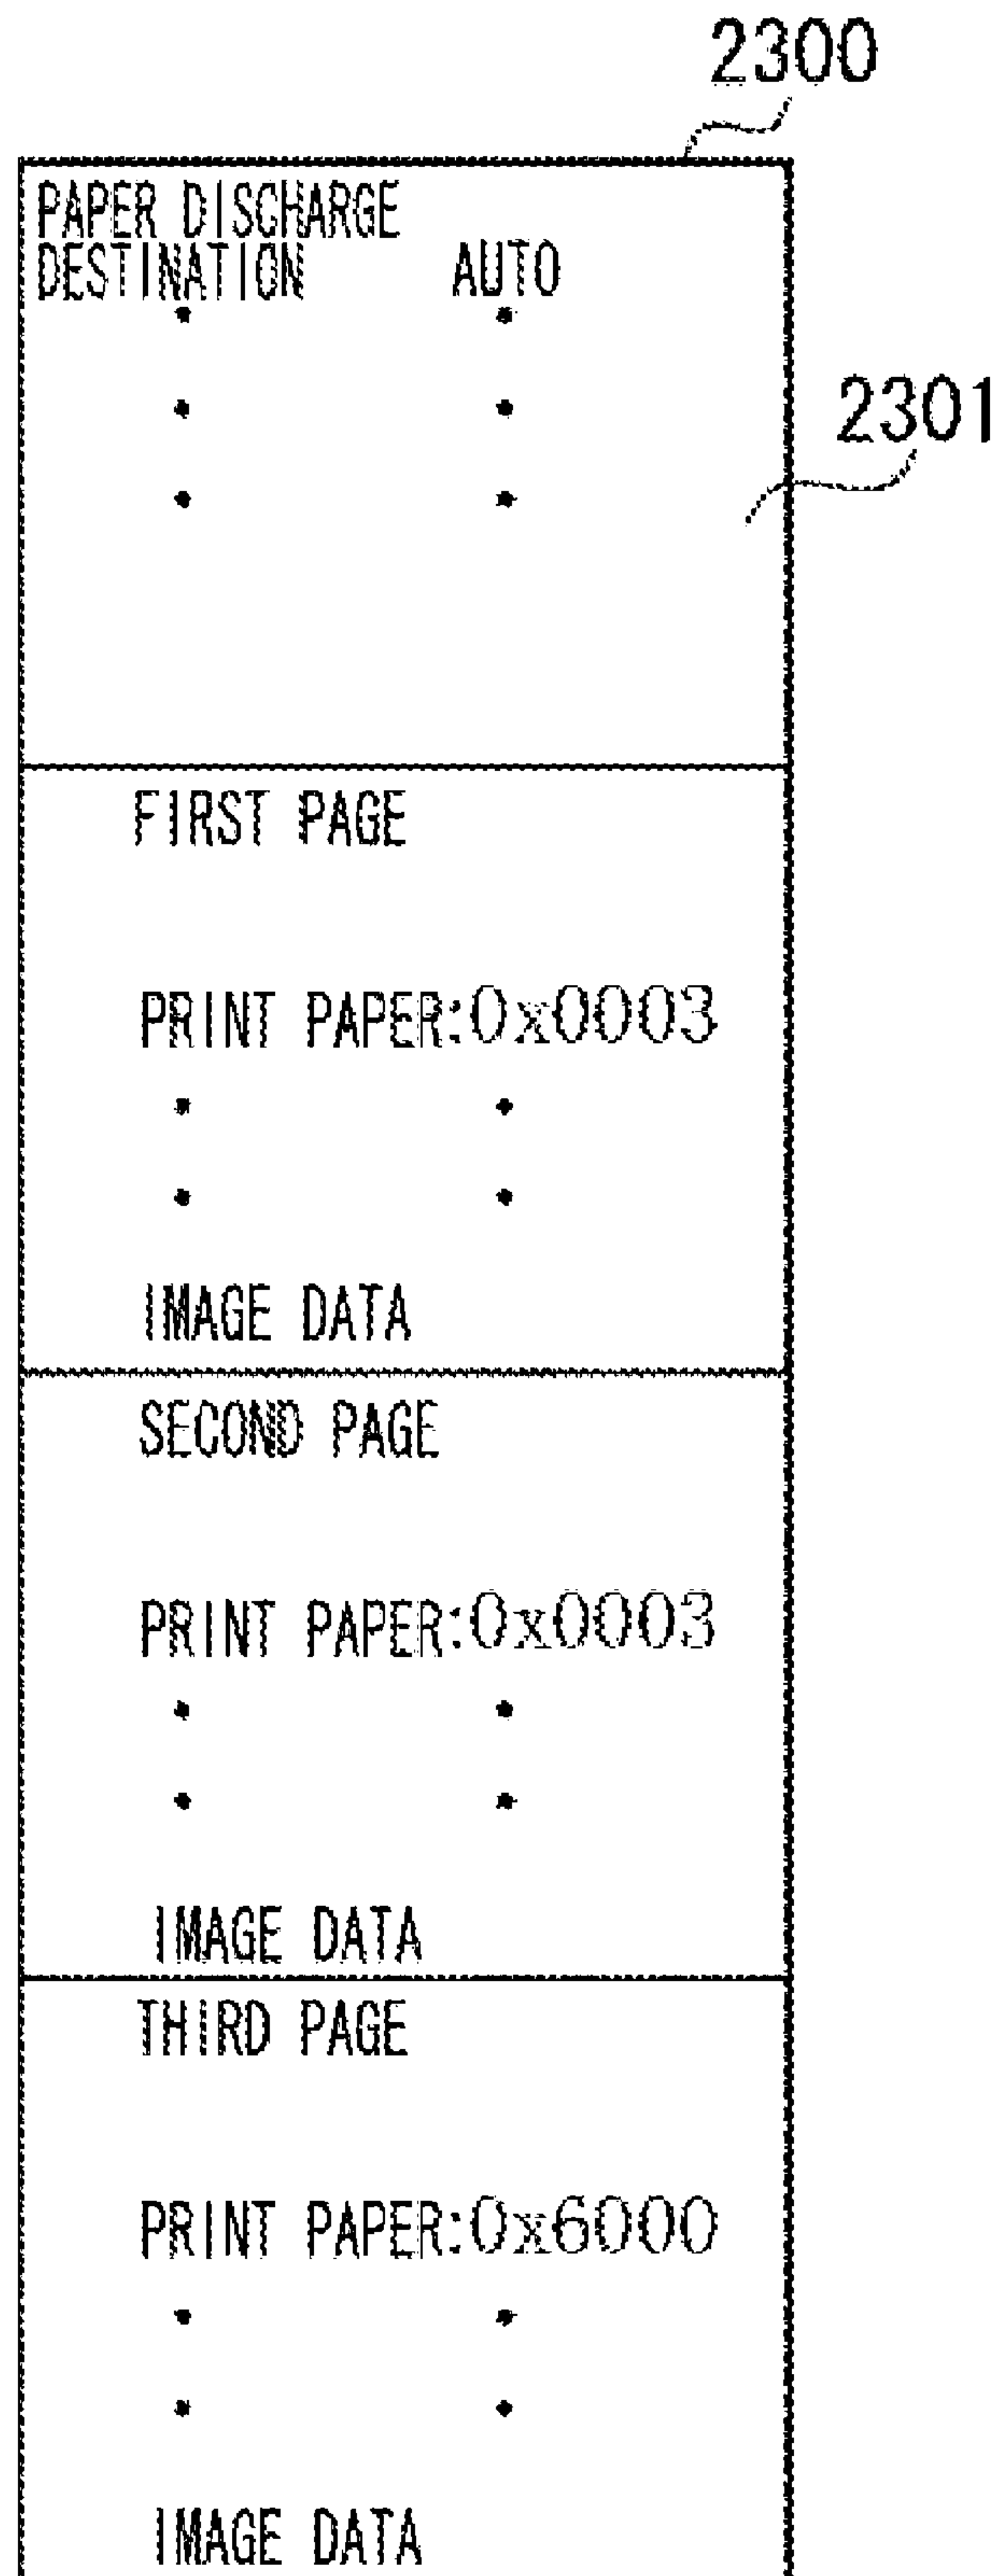 2300
PAPER DISCHARGE
DESTINATION AUTO
2301
FIRST PAGE
PRINT PAPER:0x0003
IMAGE DATA
SECOND PAGE
PRINT PAPER:0x0003
IMAGE DATA
THIRD PAGE
PRINT PAPER:0x6000
IMAGE DATA